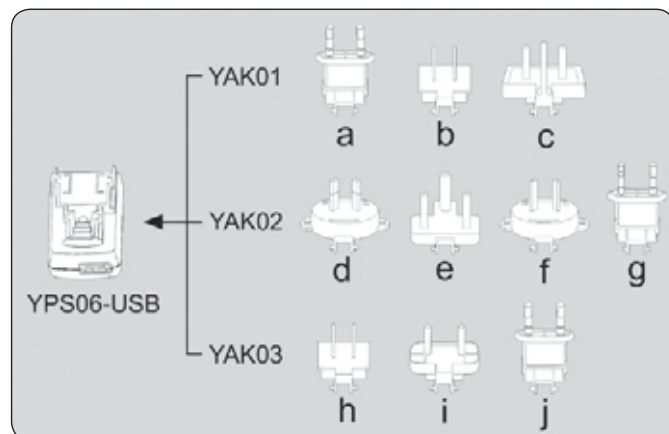 YAK01
a b c
YPS06-USB
YAK02
d e f g
YAK03
h i j